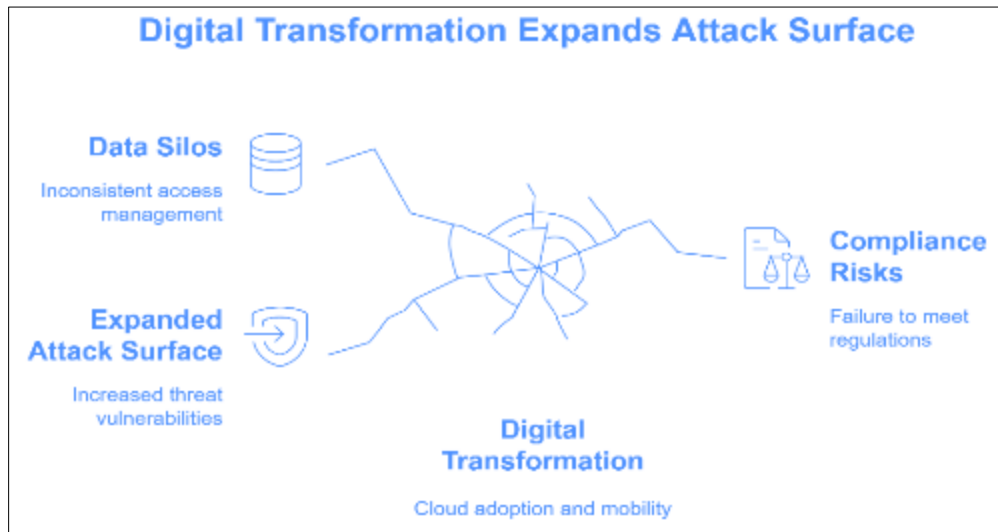 Digital Transformation Expands Attack Surface
Data Silos
Inconsistent access
management
Expanded
Attack Surface
Increased threat
vulnerabilities
Compliance
Risks
Failure to meet
regulations
Digital
Transformation
Cloud adoption and mobility